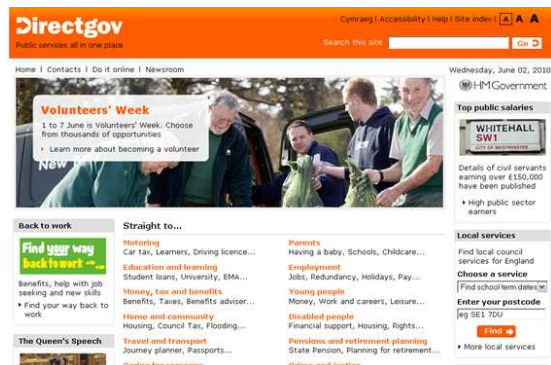 Directgov
Public services all in one place
Cymraeg | Accessibility | Help | Site index | A A A
Search this site
Go
Home | Contacts | Do it online | Newsroom
Wednesday, June 02, 2010
HM Government
Volunteers' Week
1 to 7 June is Volunteers' Week. Choose
from thousands of opportunities
Learn more about becoming a volunteer
Top public salaries
WHITEHALL
SW1
CITY OF WESTMINSTER
Details of civil servants
earning over £150,000
have been published
High public sector
earners
Back to work
Find your way
back to work
Benefits, help with job
seeking and new skills
Find your way back to
work
The Queen's Speech
Straight to...
Motoring
Car tax, Learners, Driving licence...
Education and learning
Student loans, University, EMA...
Money, tax and benefits
Benefits, Taxes, Benefits adviser...
Home and community
Housing, Council Tax, Flooding...
Travel and transport
Journey planner, Passports...
Caring for someone
Parents
Having a baby, Schools, Childcare...
Employment
Jobs, Redundancy, Holidays, Pay...
Young people
Money, Work and careers, Leisure...
Disabled people
Financial support, Housing, Rights...
Pensions and retirement planning
State Pension, Planning for retirement...
Crime and justice
Local services
Find local council
services for England
Choose a service
Find school term dates
Enter your postcode
eg SE1 7DU
Find
More local services